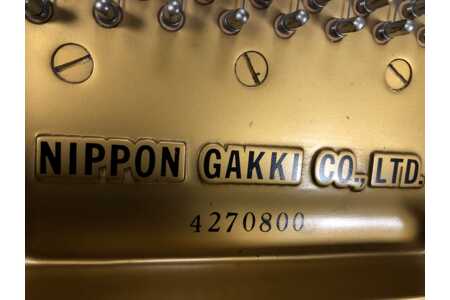 NIPPON GAKKI CO., LTD.
4270800